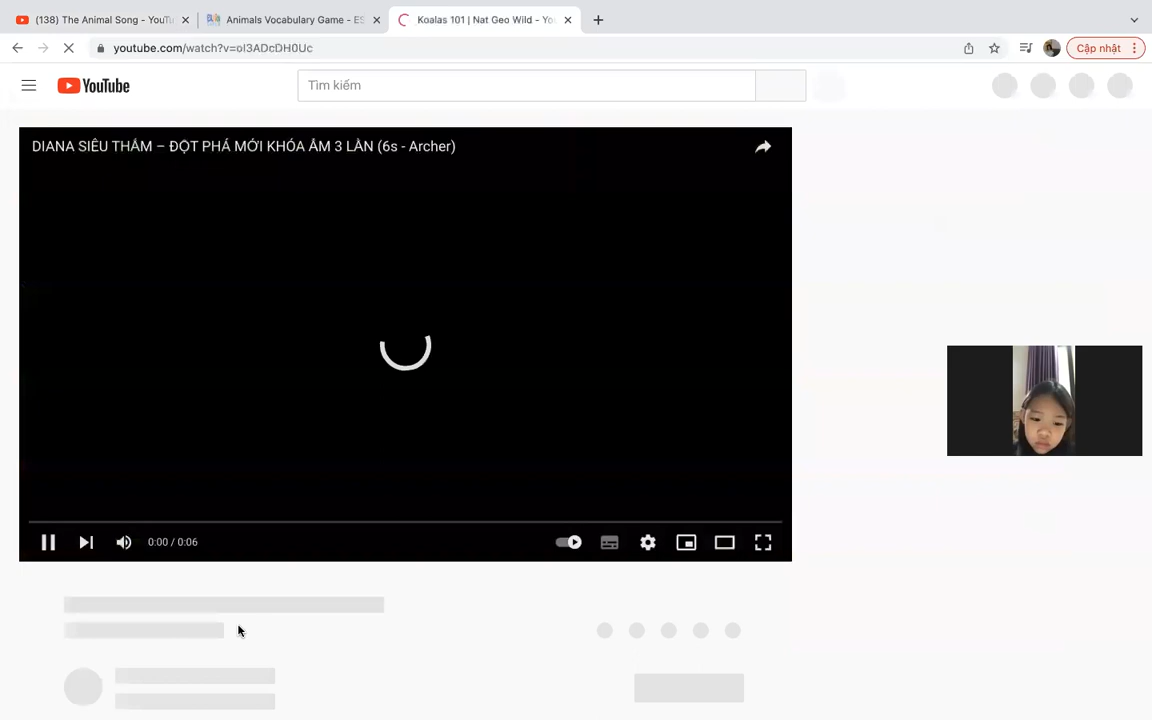 (138) The Animal Song - YouTu
Animals Vocabulary Game - ES
Koalas 101 | Nat Geo Wild - Yo
youtube.com/watch?v=oI3ADcDH0Uc
Cập nhật
YouTube
Tìm kiếm
DIANA SIÊU THẤM – ĐỘT PHÁ MỚI KHÓA ẨM 3 LẦN (6s - Archer)
0:00 / 0:06